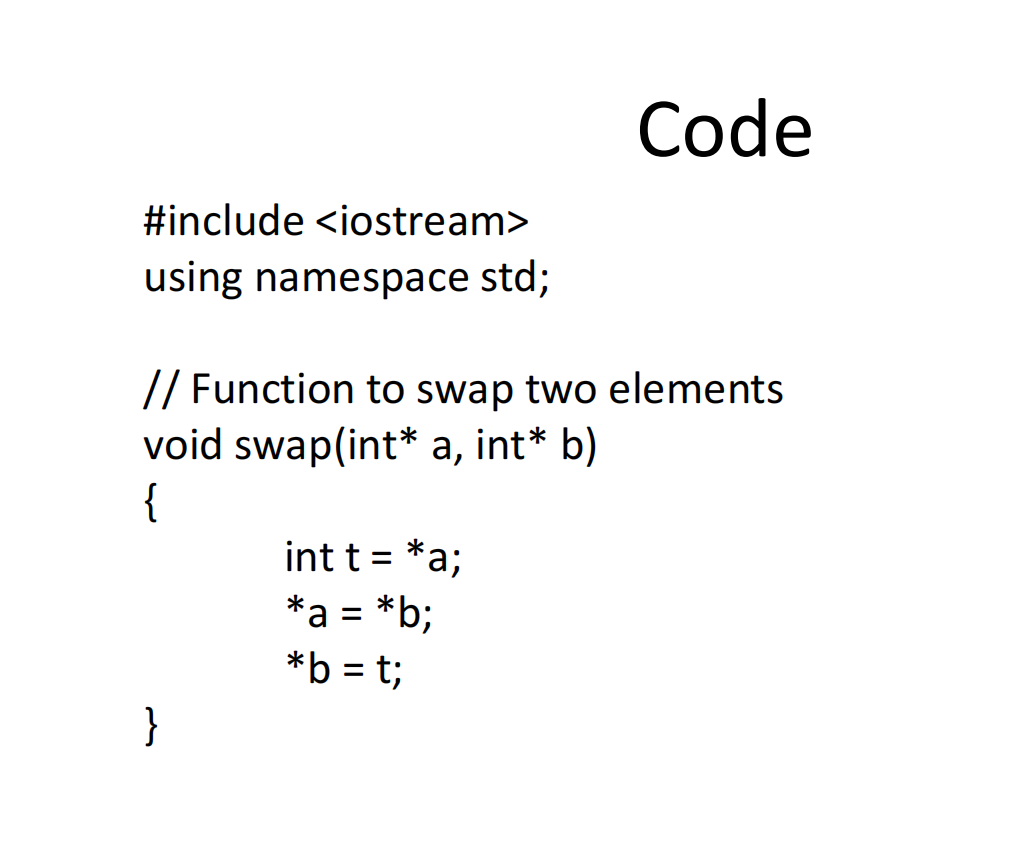 Code
#include <iostream>
using namespace std;
// Function to swap two elements
void swap(int* a, int* b)
{
int t = *a;
*a = *b;
*b = t;
}